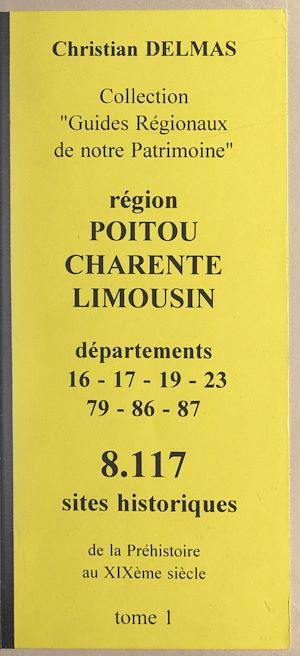 Christian DELMAS
Collection
"Guides Régionaux
de notre Patrimoine"
région
POITOU
CHARENTE
LIMOUSIN
départements
16 - 17 - 19 - 23
79 - 86 - 87
8.117
sites historiques
de la Préhistoire
au XIXème siècle
tome 1